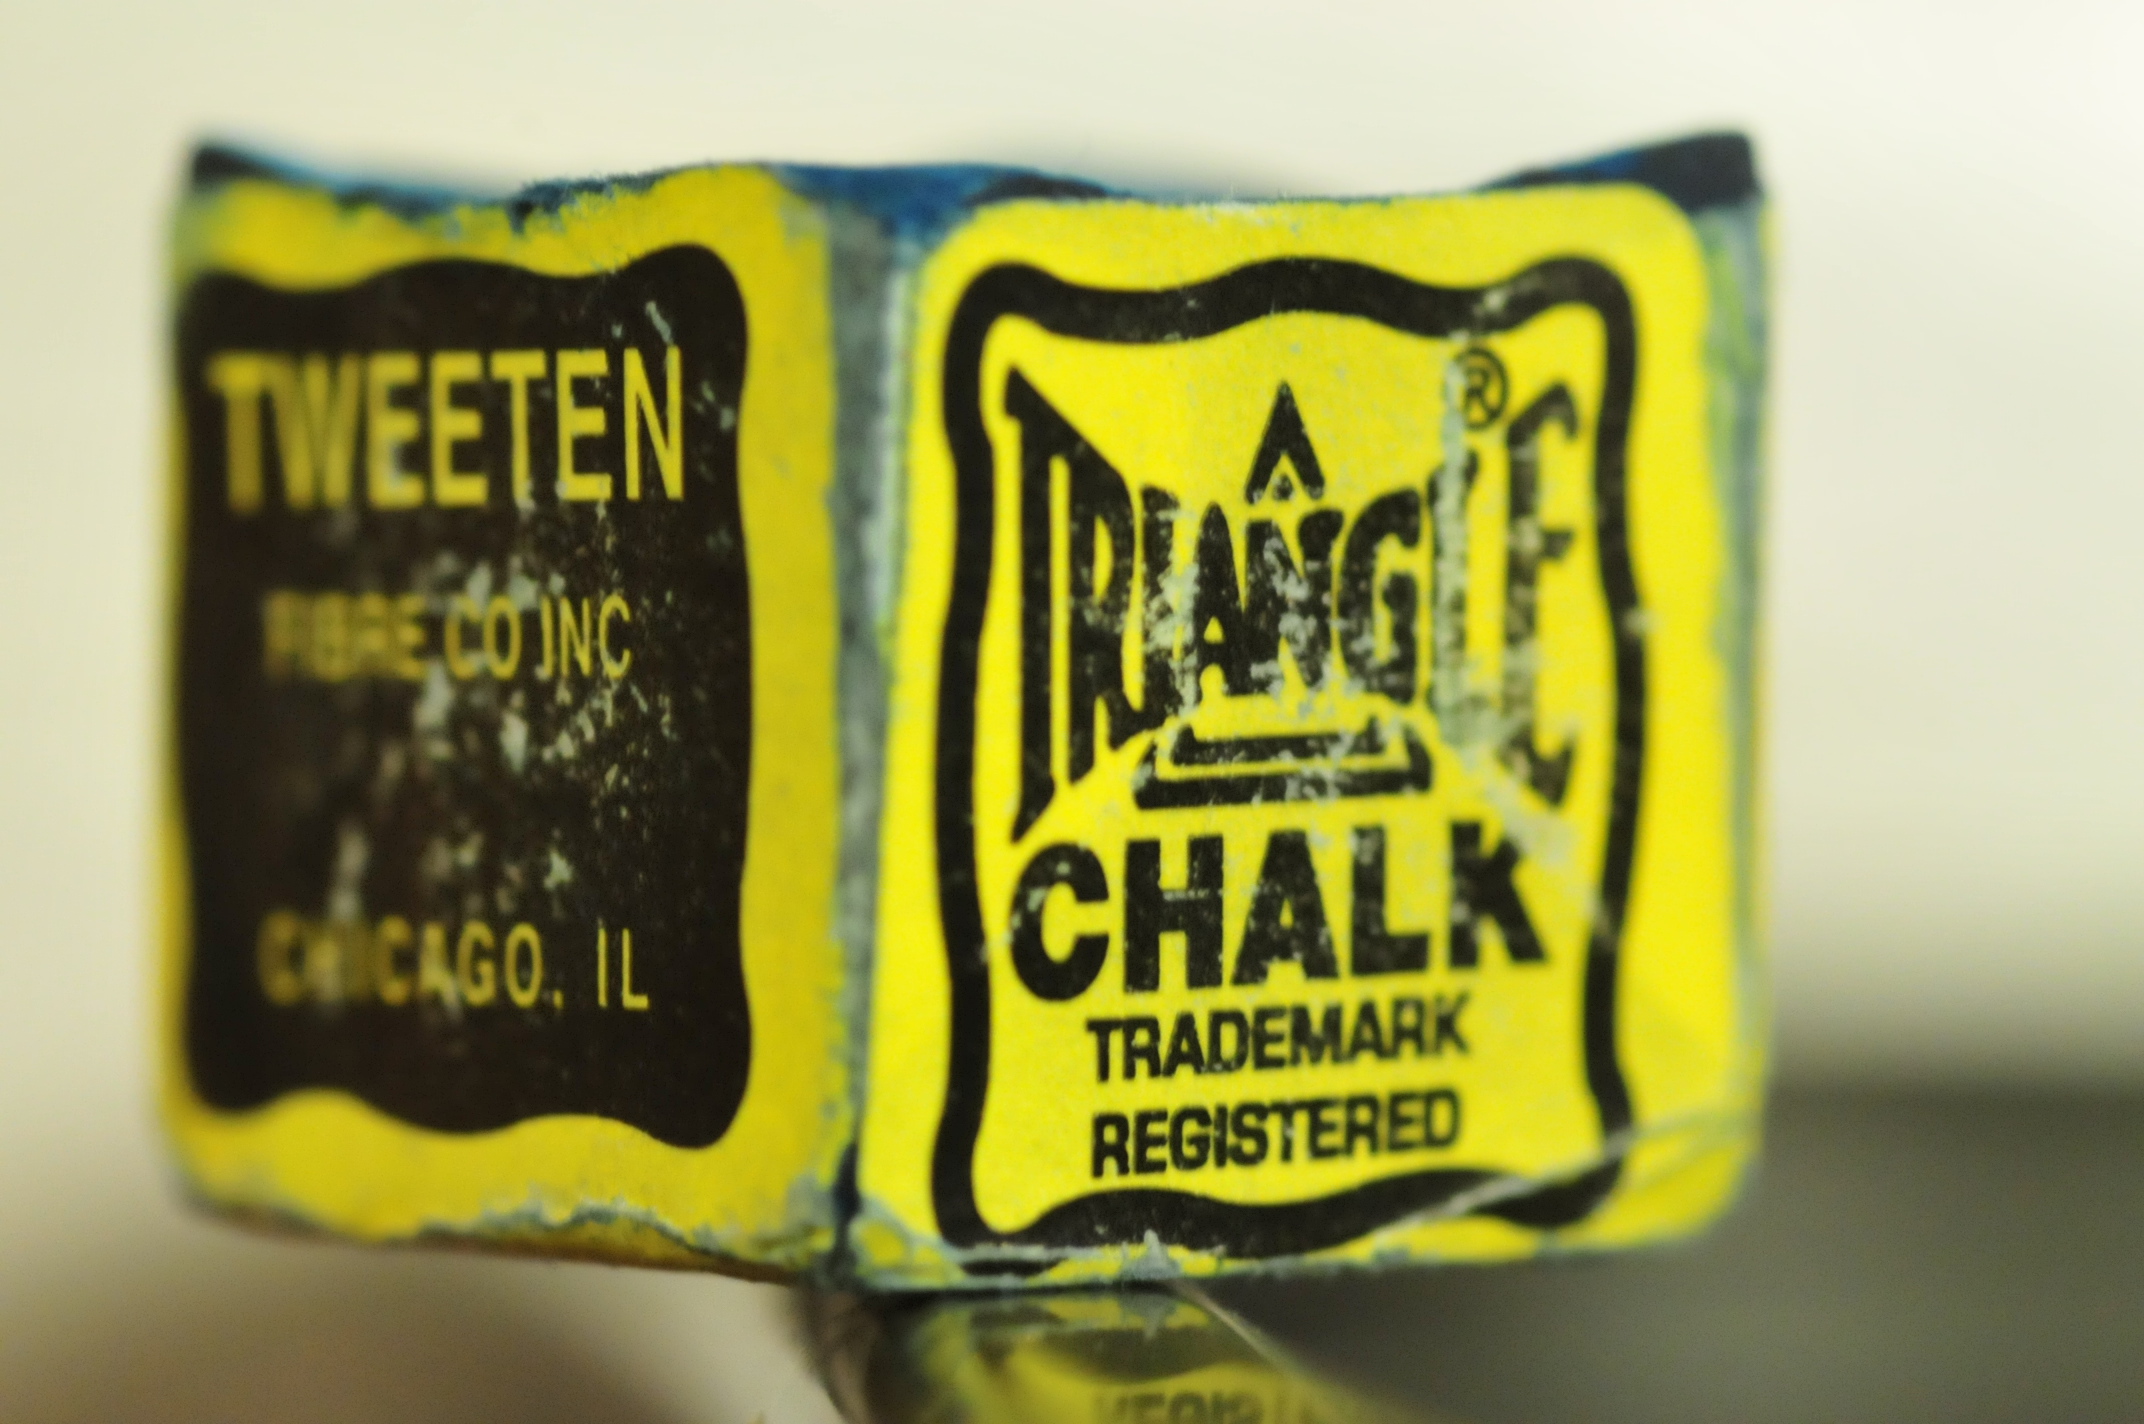 TWEETEN
FIBRE CO INC
CHICAGO, IL
TRIANGLE®
CHALK
TRADEMARK
REGISTERED